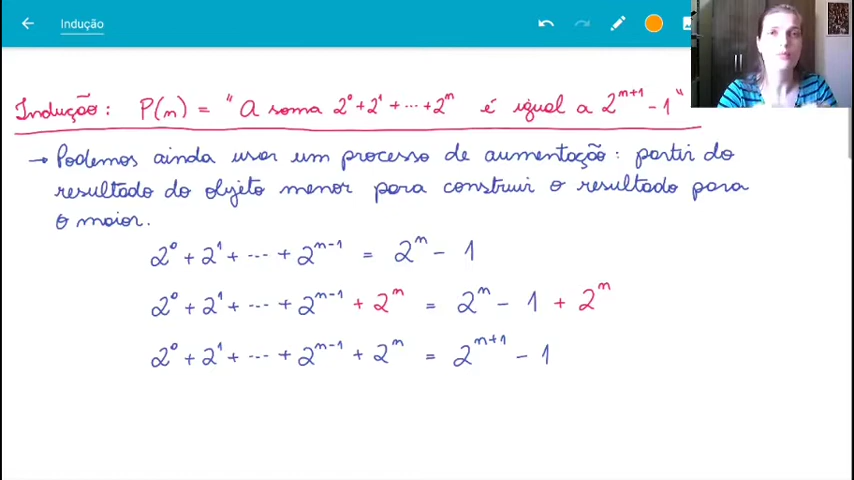 Indução
Indução: P(n) = "A soma 2⁰ + 2¹ + ... + 2ⁿ é igual a 2ⁿ⁺¹ - 1"
→ Podemos ainda usar um processo de aumentação: partir do
resultado do objeto menor para construir o resultado para
o maior.
2⁰ + 2¹ + ... + 2ⁿ⁻¹ = 2ⁿ - 1
2⁰ + 2¹ + ... + 2ⁿ⁻¹ + 2ⁿ = 2ⁿ - 1 + 2ⁿ
2⁰ + 2¹ + ... + 2ⁿ⁻¹ + 2ⁿ = 2ⁿ⁺¹ - 1